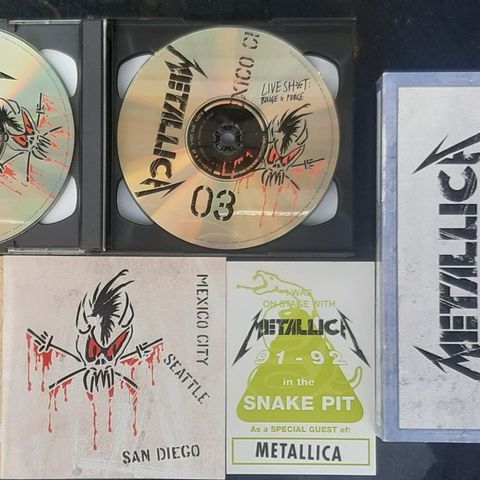 METALLICA
MEXICO CI
LIVE SH*T:
BINGE & PURGE
03
METALLICA
MEXICO CITY
SEATTLE
SAN DIEGO
I WAS
ON STAGE WITH
METALLICA
91-92
in the
SNAKE PIT
As a SPECIAL GUEST of:
METALLICA